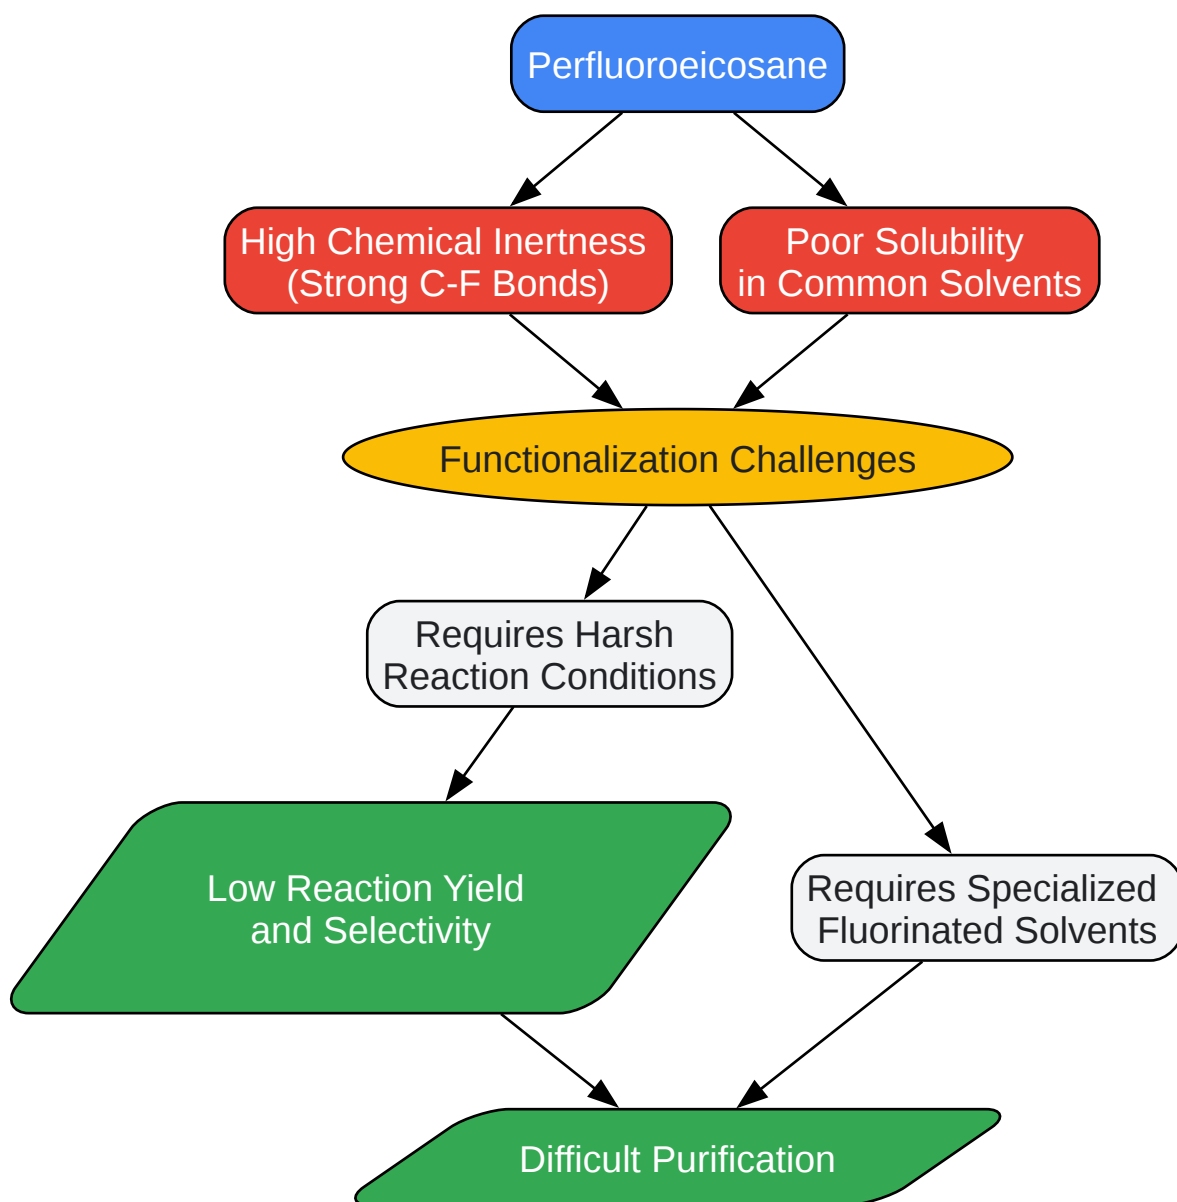 Perfluoroeicosane
High Chemical Inertness
(Strong C-F Bonds)
Poor Solubility
in Common Solvents
Functionalization Challenges
Requires Harsh
Reaction Conditions
Low Reaction Yield
and Selectivity
Requires Specialized
Fluorinated Solvents
Difficult Purification